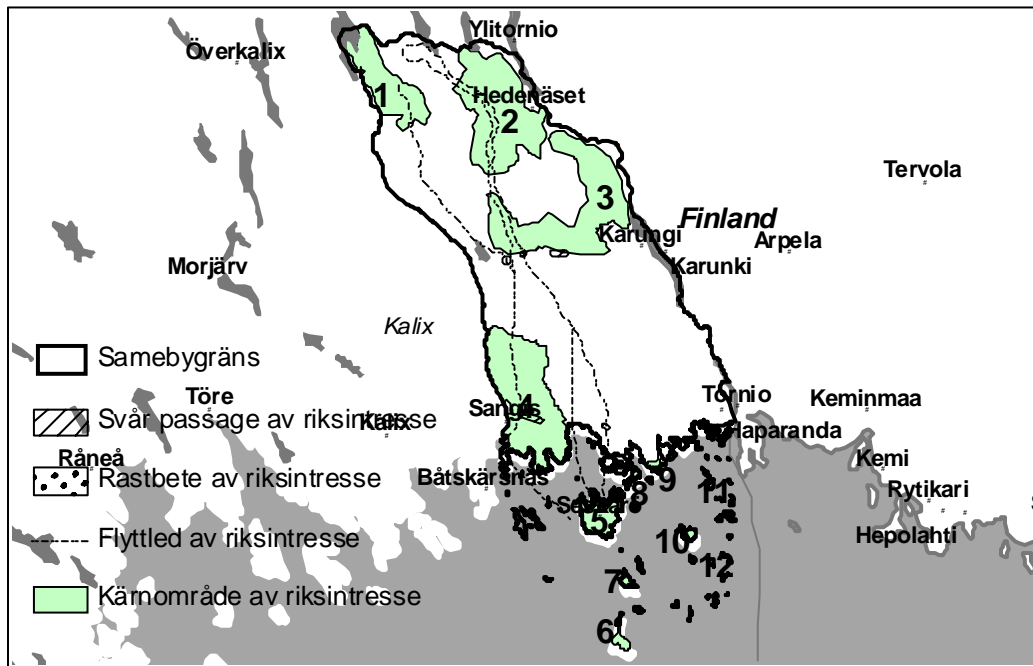 Ylitornio
Överkalix
1
Hedenäset
2
Tervola
3
Finland
Karungi
Arpela
Karunki
Morjärv
Kalix
Samebygräns
Töre
Svår passage av riksintresse
Kalix
4
Sangis
Tornio
Keminmaa
Haparanda
Råneå
Rastbete av riksintresse
Båtskärsnäs
8
9
11
Kemi
Rytikari
5
Flyttled av riksintresse
10
Hepolahti
12
Kärnområde av riksintresse
7
6